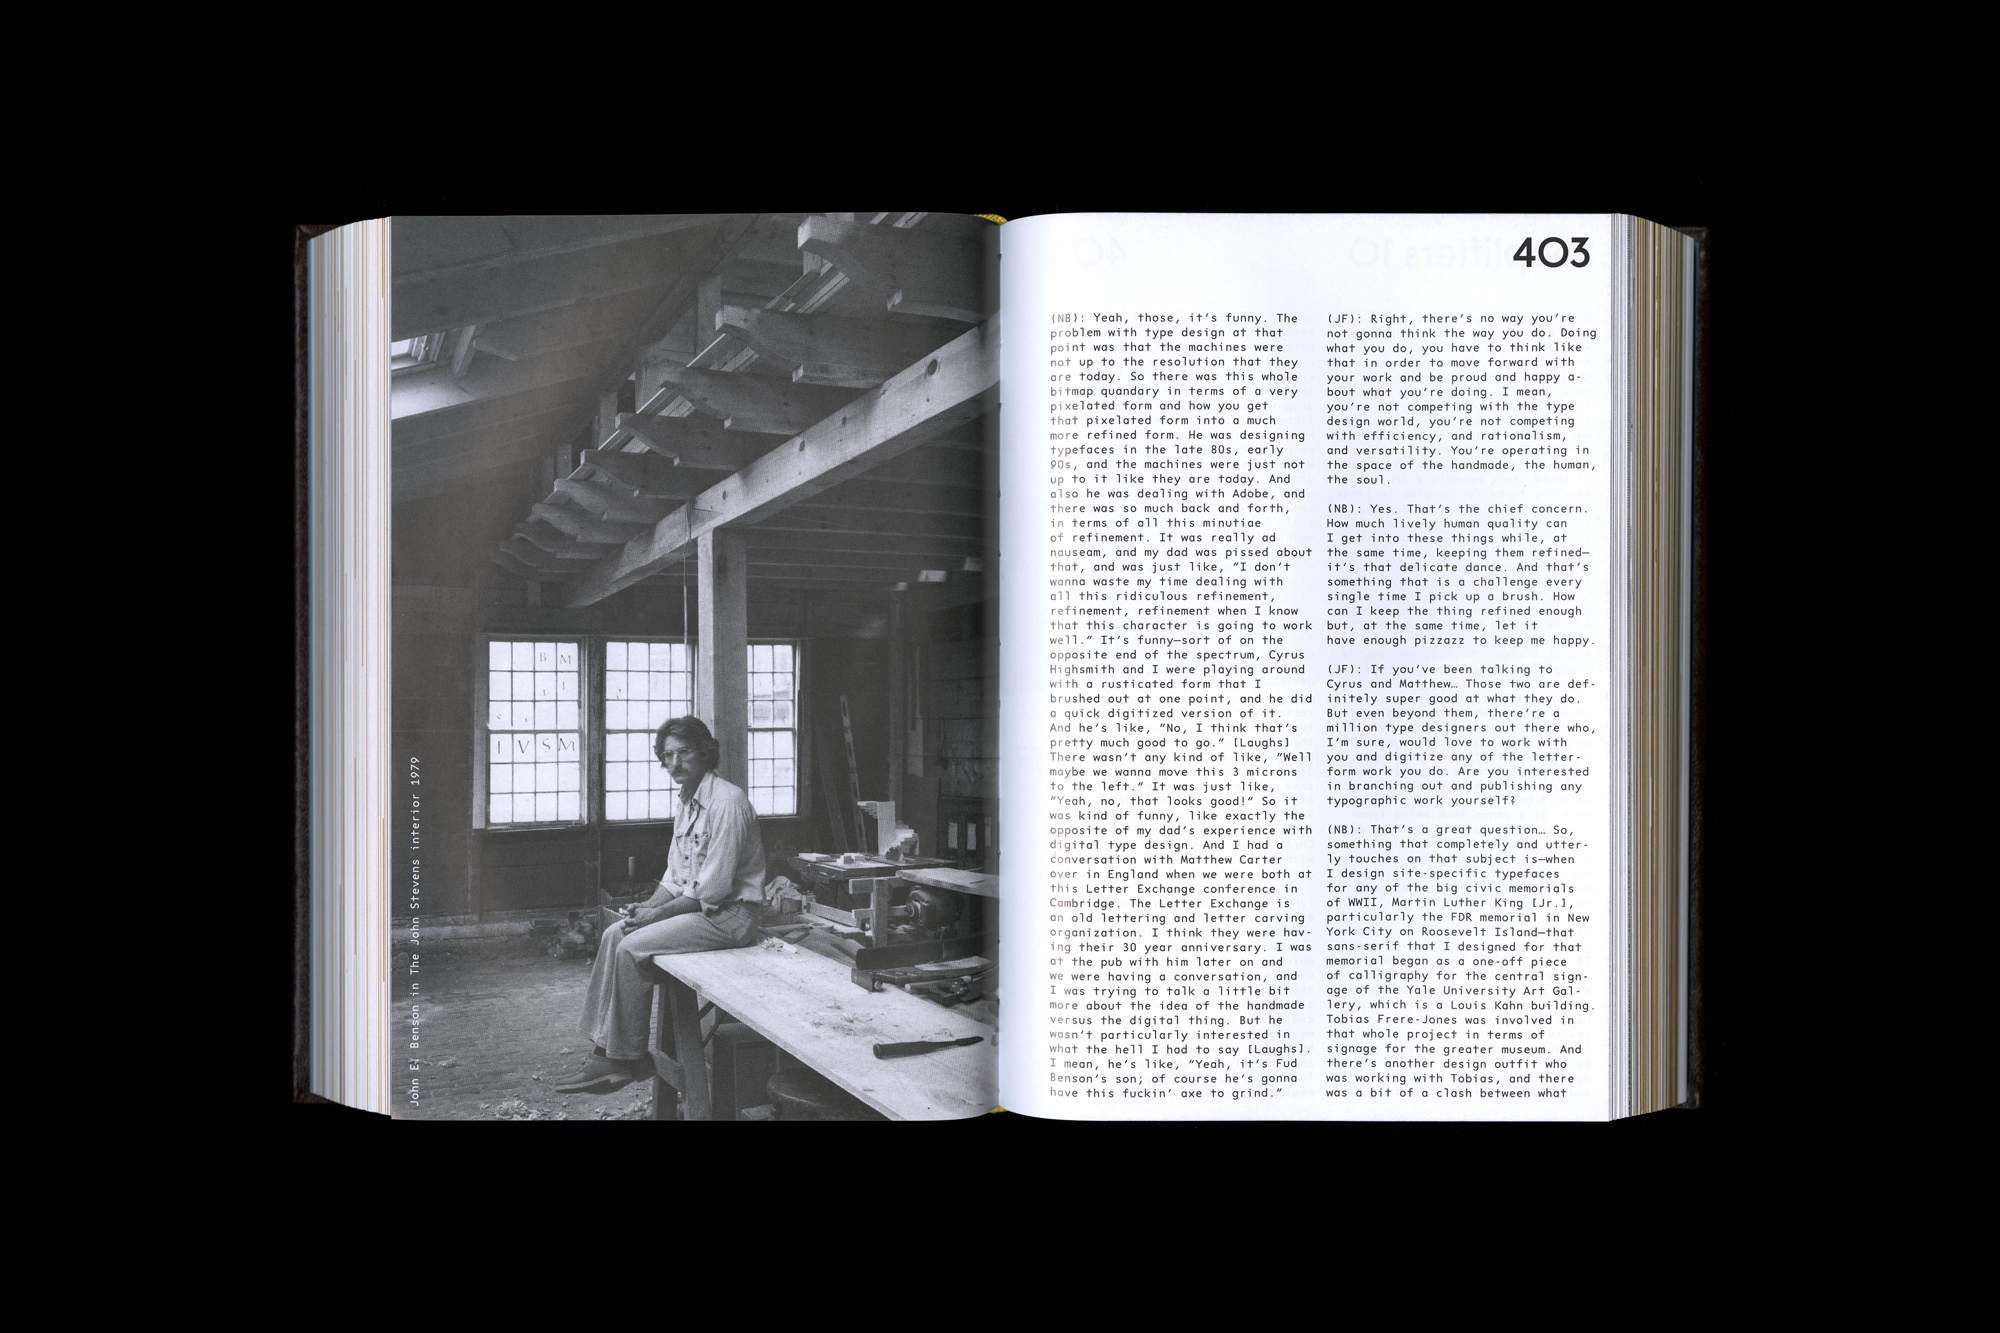 B M
I V S M
John E. Benson in The John Stevens interior 1979
403
(NB): Yeah, those, it's funny. The
problem with type design at that
point was that the machines were
not up to the resolution that they
are today. So there was this whole
bitmap quandary in terms of a very
pixelated form and how you get
that pixelated form into a much
more refined form. He was designing
typefaces in the late 80s, early
90s, and the machines were just not
up to it like they are today. And
also he was dealing with Adobe, and
there was so much back and forth,
in terms of all this minutiae
of refinement. It was really ad
nauseam, and my dad was pissed about
that, and was just like, “I don't
wanna waste my time dealing with
all this ridiculous refinement,
refinement, refinement when I know
that this character is going to work
well.” It's funny—sort of on the
opposite end of the spectrum, Cyrus
Highsmith and I were playing around
with a rusticated form that I
brushed out at one point, and he did
a quick digitized version of it.
And he's like, “No, I think that's
pretty much good to go.” [Laughs]
There wasn't any kind of like, “Well
maybe we wanna move this 3 microns
to the left.” It was just like,
“Yeah, no, that looks good!” So it
was kind of funny, like exactly the
opposite of my dad's experience with
digital type design. And I had a
conversation with Matthew Carter
over in England when we were both at
this Letter Exchange conference in
Cambridge. The Letter Exchange is
an old lettering and letter carving
organization. I think they were hav-
ing their 30 year anniversary. I was
at the pub with him later on and
we were having a conversation, and
I was trying to talk a little bit
more about the idea of the handmade
versus the digital thing. But he
wasn't particularly interested in
what the hell I had to say [Laughs].
I mean, he's like, “Yeah, it's Fud
Benson's son; of course he's gonna
have this fuckin' axe to grind.”
(JF): Right, there's no way you're
not gonna think the way you do. Doing
what you do, you have to think like
that in order to move forward with
your work and be proud and happy a-
bout what you're doing. I mean,
you're not competing with the type
design world, you're not competing
with efficiency, and rationalism,
and versatility. You're operating in
the space of the handmade, the human,
the soul.
(NB): Yes. That's the chief concern.
How much lively human quality can
I get into these things while, at
the same time, keeping them refined—
it's that delicate dance. And that's
something that is a challenge every
single time I pick up a brush. How
can I keep the thing refined enough
but, at the same time, let it
have enough pizzazz to keep me happy.
(JF): If you've been talking to
Cyrus and Matthew… Those two are def-
initely super good at what they do.
But even beyond them, there're a
million type designers out there who,
I'm sure, would love to work with
you and digitize any of the letter-
form work you do. Are you interested
in branching out and publishing any
typographic work yourself?
(NB): That's a great question… So,
something that completely and utter-
ly touches on that subject is—when
I design site-specific typefaces
for any of the big civic memorials
of WWII, Martin Luther King [Jr.],
particularly the FDR memorial in New
York City on Roosevelt Island—that
sans-serif that I designed for that
memorial began as a one-off piece
of calligraphy for the central sign-
age of the Yale University Art Gal-
lery, which is a Louis Kahn building.
Tobias Frere-Jones was involved in
that whole project in terms of
signage for the greater museum. And
there's another design outfit who
was working with Tobias, and there
was a bit of a clash between what